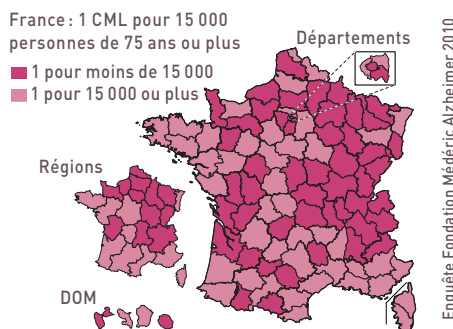 France : 1 CML pour 15 000
personnes de 75 ans ou plus
1 pour moins de 15 000
1 pour 15 000 ou plus
Départements
Régions
DOM
Enquête Fondation Médéric Alzheimer 2010